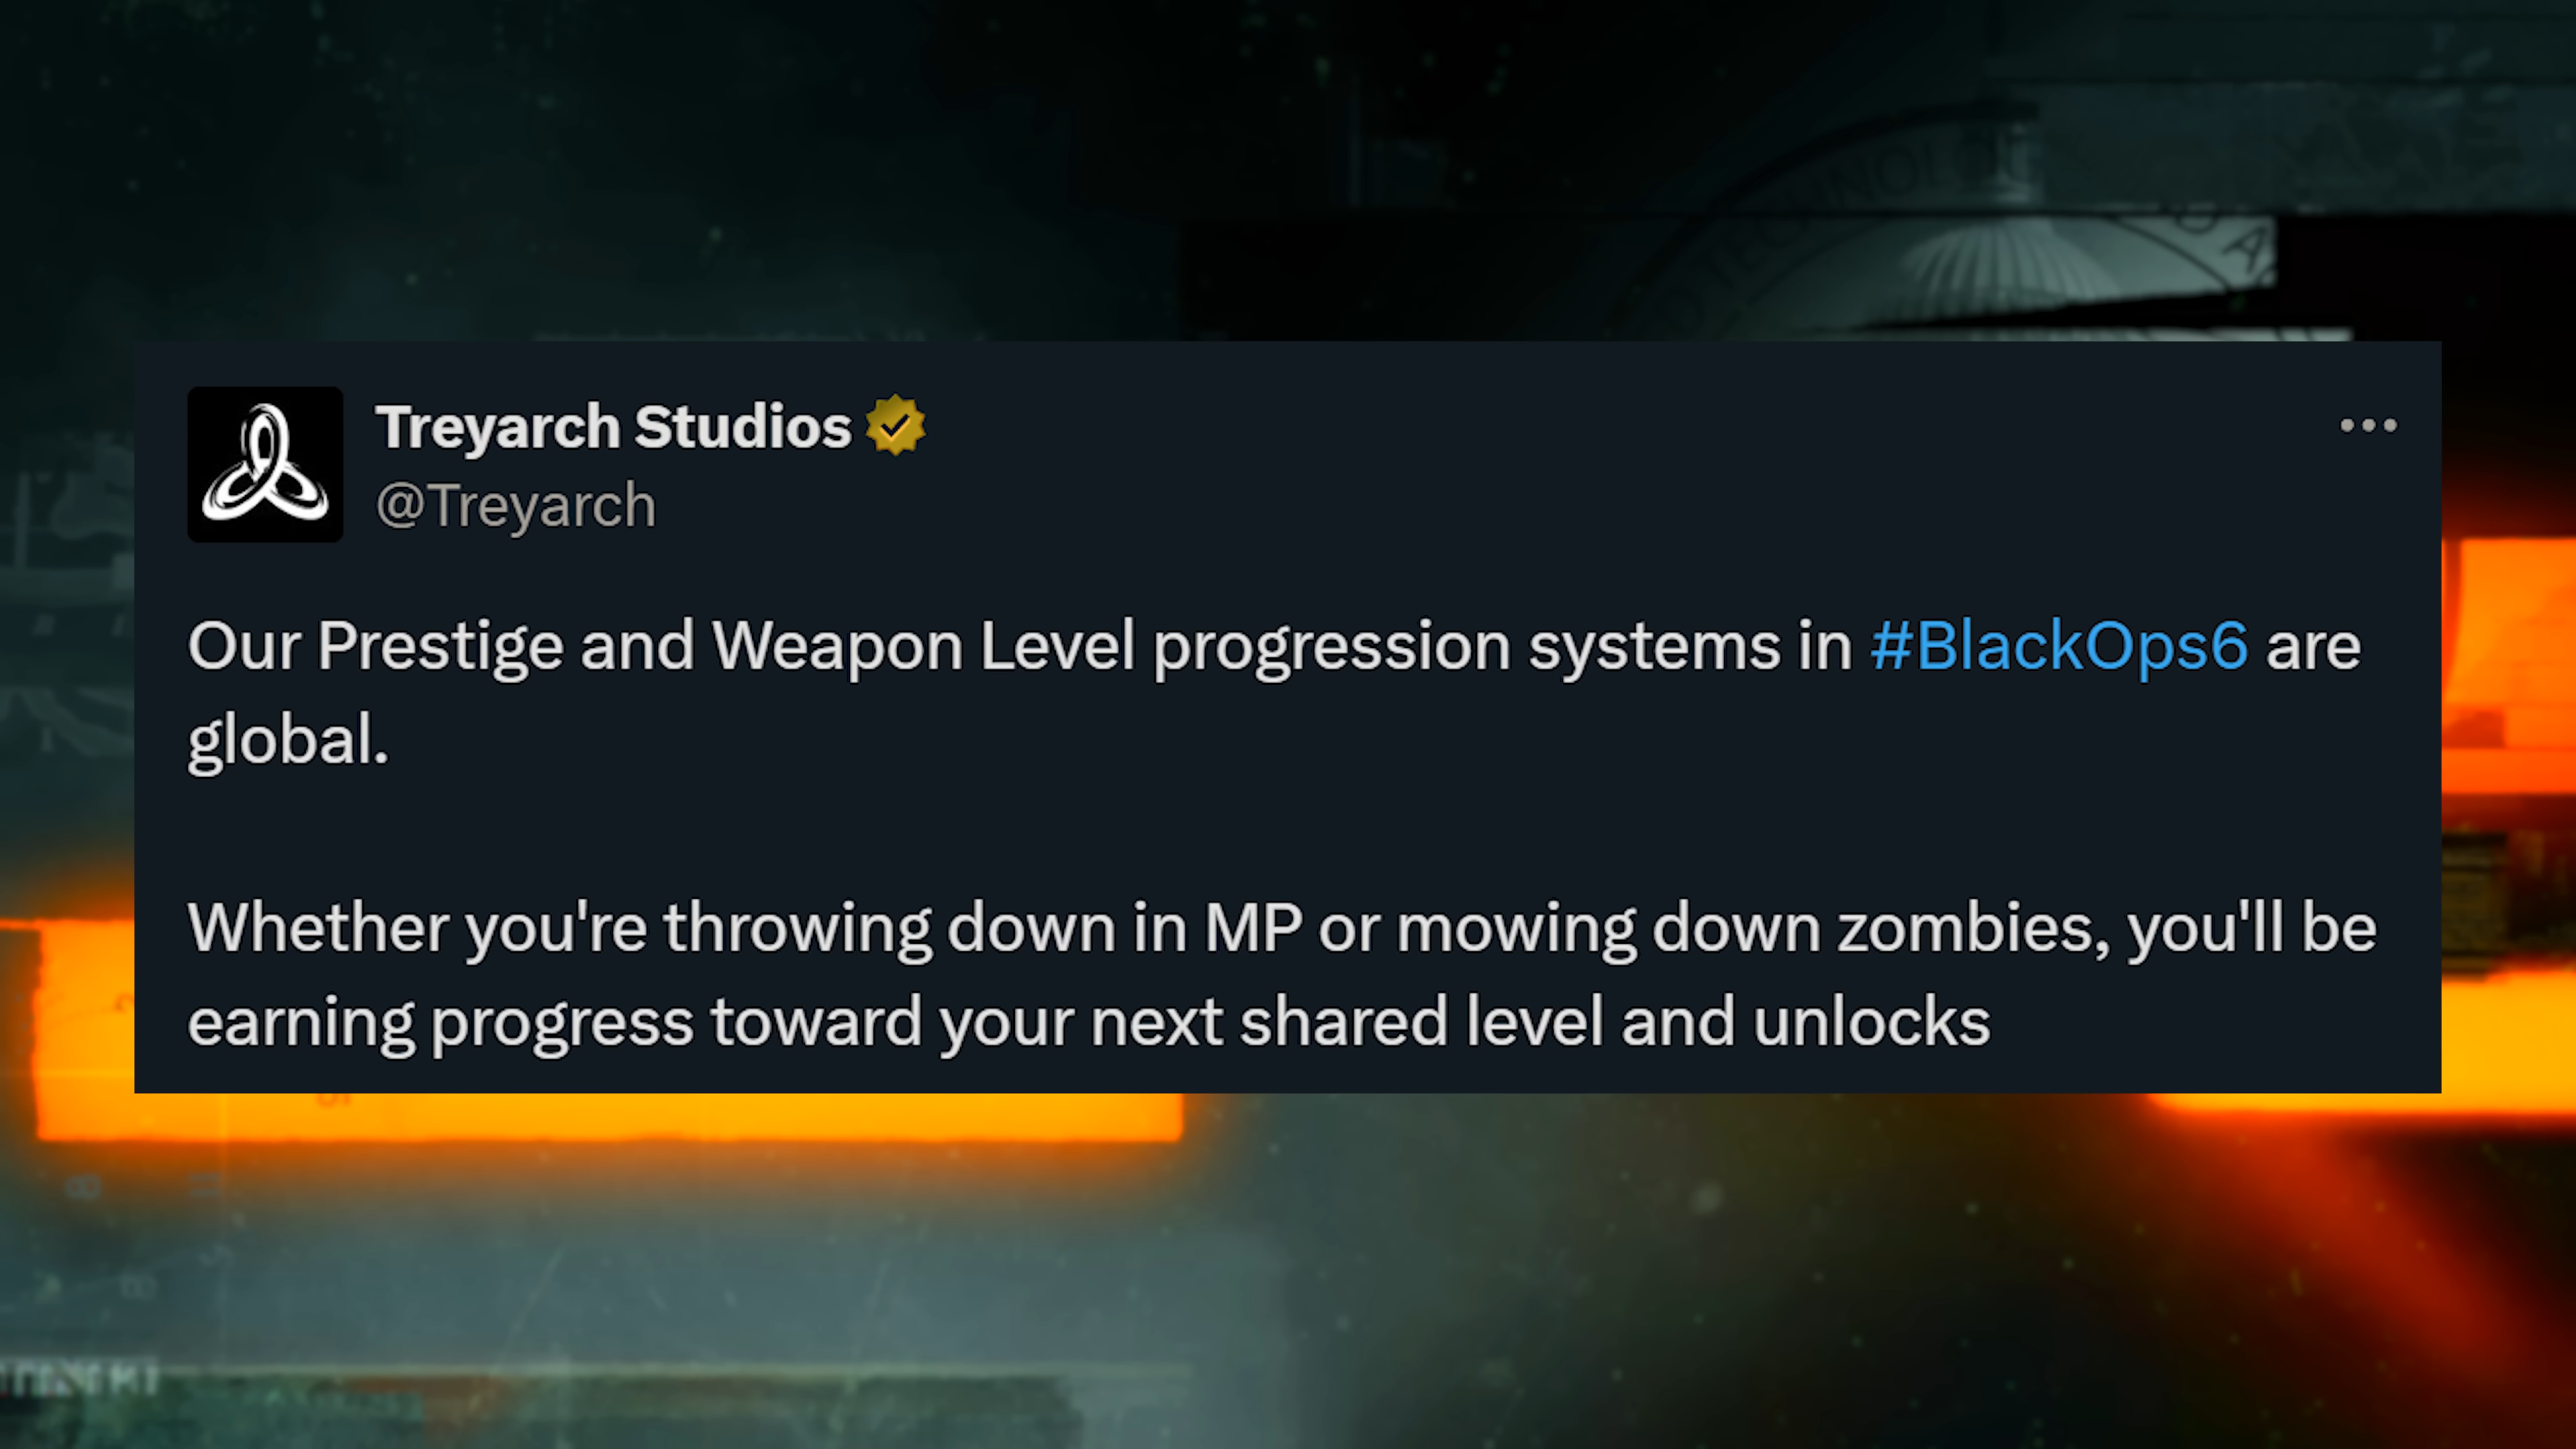 TECHNOLO
Treyarch Studios
@Treyarch
Our Prestige and Weapon Level progression systems in #BlackOps6 are
global.
Whether you're throwing down in MP or mowing down zombies, you'll be
earning progress toward your next shared level and unlocks